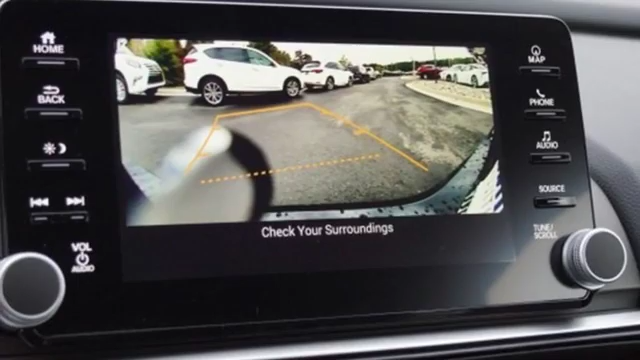 HOME
BACK
VOL
AUDIO
Check Your Surroundings
MAP
PHONE
AUDIO
SOURCE
TUNE/
SCROLL